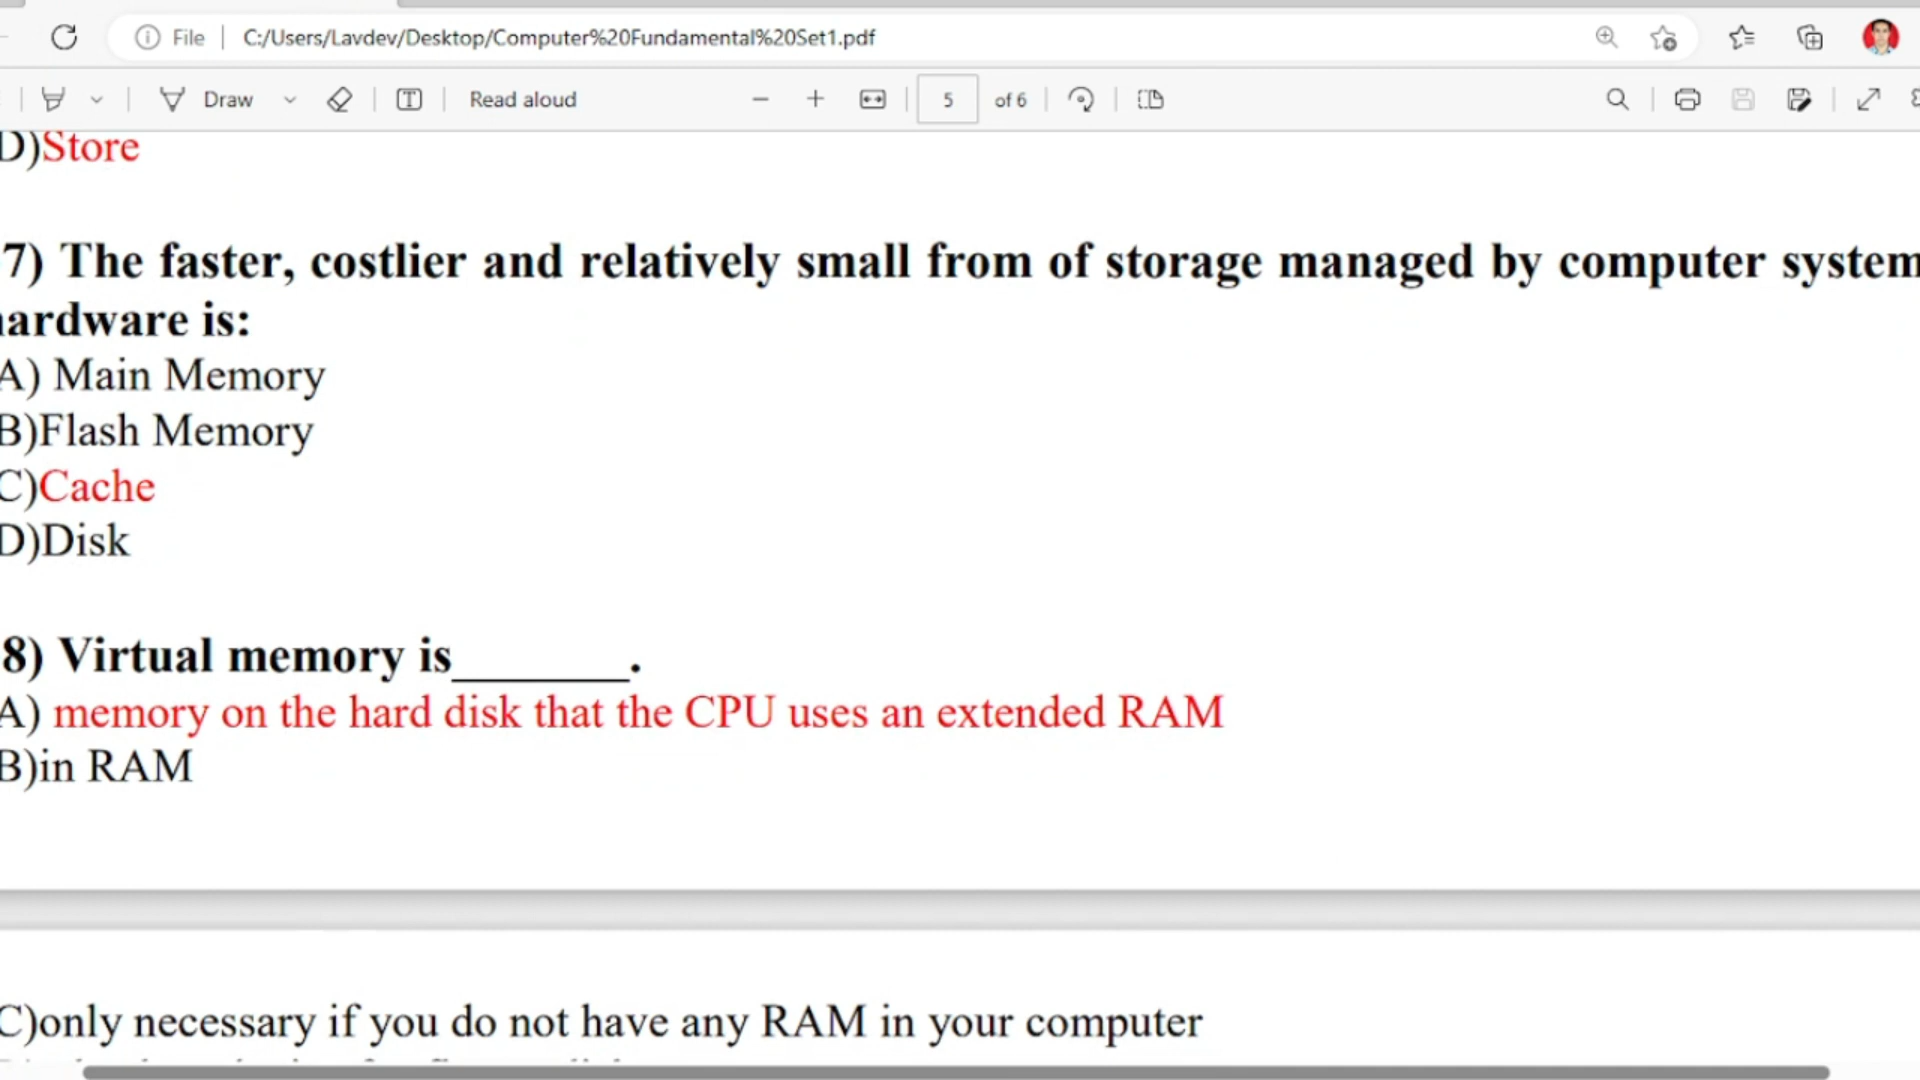 File C:/Users/Lavdev/Desktop/Computer%20Fundamental%20Set1.pdf
Draw Read aloud 5 of 6
D)Store
7) The faster, costlier and relatively small from of storage managed by computer system
hardware is:
A) Main Memory
B)Flash Memory
C)Cache
D)Disk
8) Virtual memory is_______.
A) memory on the hard disk that the CPU uses an extended RAM
B)in RAM
C)only necessary if you do not have any RAM in your computer